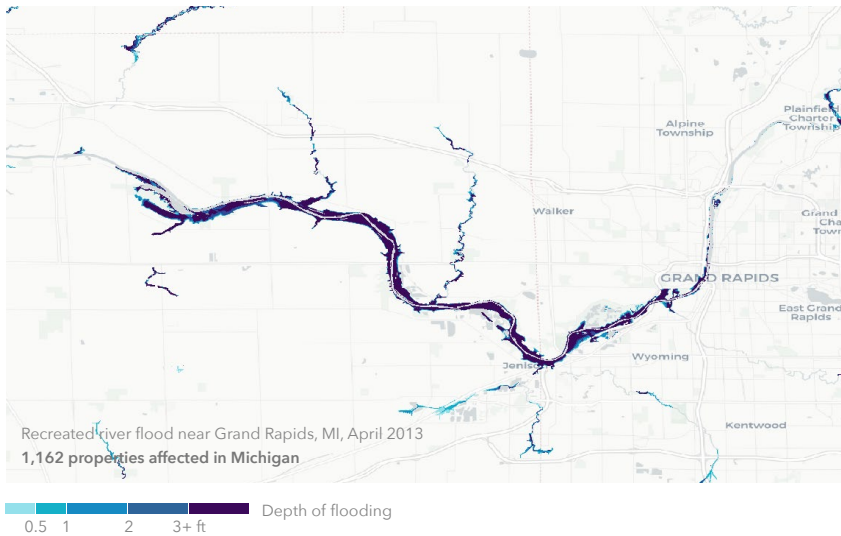 Plainfield
Charter
Township
Alpine
Township
Walker
Grand
Cha
Town
GRAND RAPIDS
East Grand
Rapids
Wyoming
Kentwood
Recreated river flood near Grand Rapids, MI, April 2013
1,162 properties affected in Michigan
Depth of flooding
0.5 1 2 3+ ft